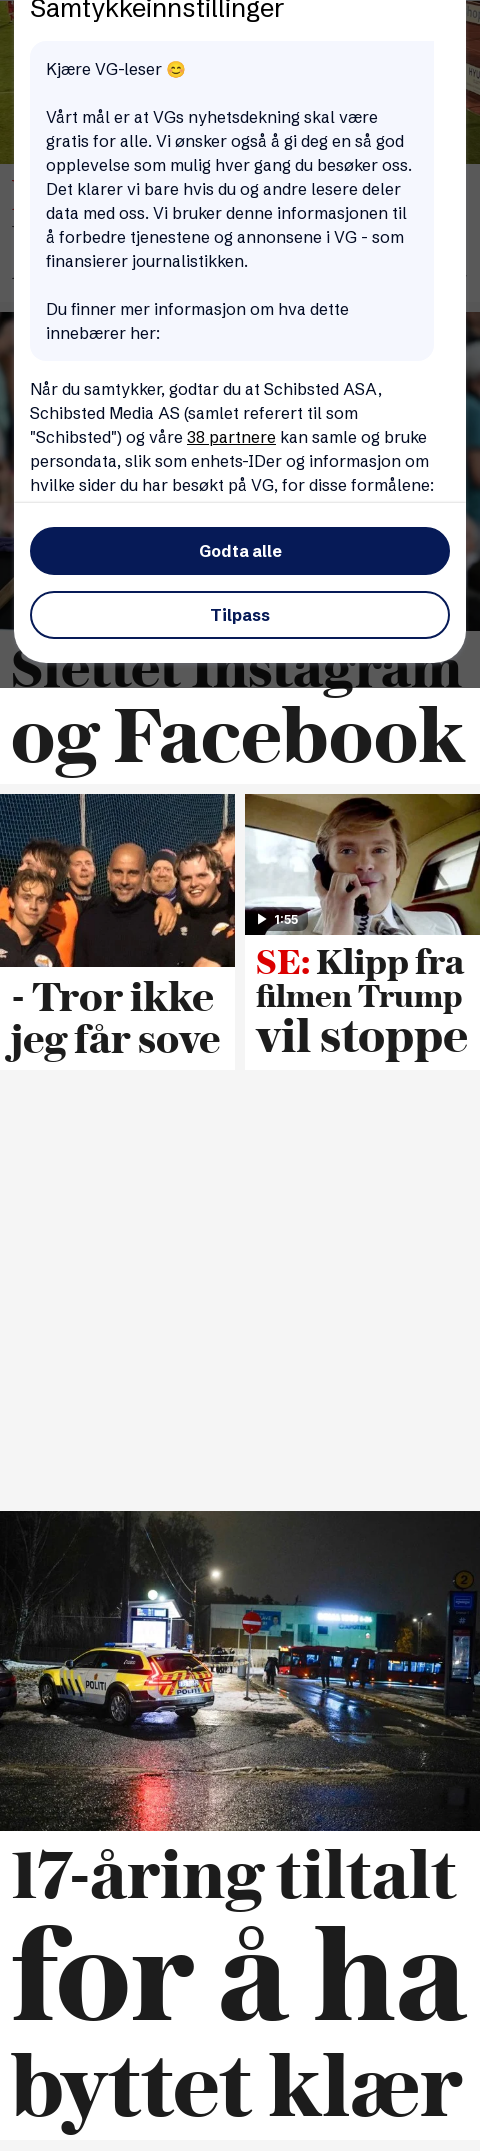 Samtykkeinnstillinger
Kjære VG-leser 😊
Vårt mål er at VGs nyhetsdekning skal være
gratis for alle. Vi ønsker også å gi deg en så god
opplevelse som mulig hver gang du besøker oss.
Det klarer vi bare hvis du og andre lesere deler
data med oss. Vi bruker denne informasjonen til
å forbedre tjenestene og annonsene i VG - som
finansierer journalistikken.
Du finner mer informasjon om hva dette
innebærer her:
Når du samtykker, godtar du at Schibsted ASA,
Schibsted Media AS (samlet referert til som
"Schibsted") og våre 38 partnere kan samle og bruke
persondata, slik som enhets-IDer og informasjon om
hvilke sider du har besøkt på VG, for disse formålene:
Godta alle
Tilpass
Slettet Instagram
og Facebook
- Tror ikke
jeg får sove
1:55
SE: Klipp fra
filmen Trump
vil stoppe
2
POLITI
POLITI
17-åring tiltalt
for å ha
byttet klær